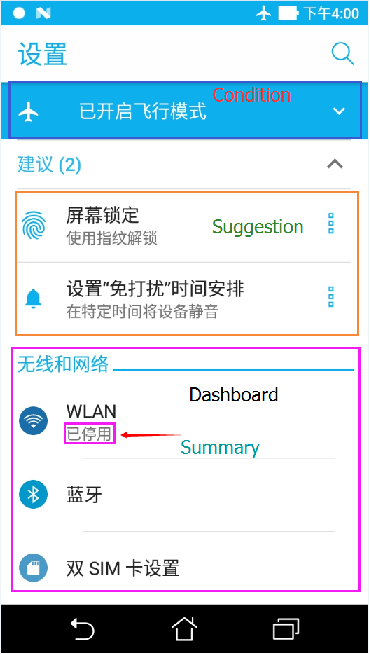 下午4:00
设置
已开启飞行模式
Condition
建议 (2)
屏幕锁定
使用指纹解锁
Suggestion
设置“免打扰”时间安排
在特定时间将设备静音
无线和网络
Dashboard
WLAN
已停用
Summary
蓝牙
双 SIM 卡设置